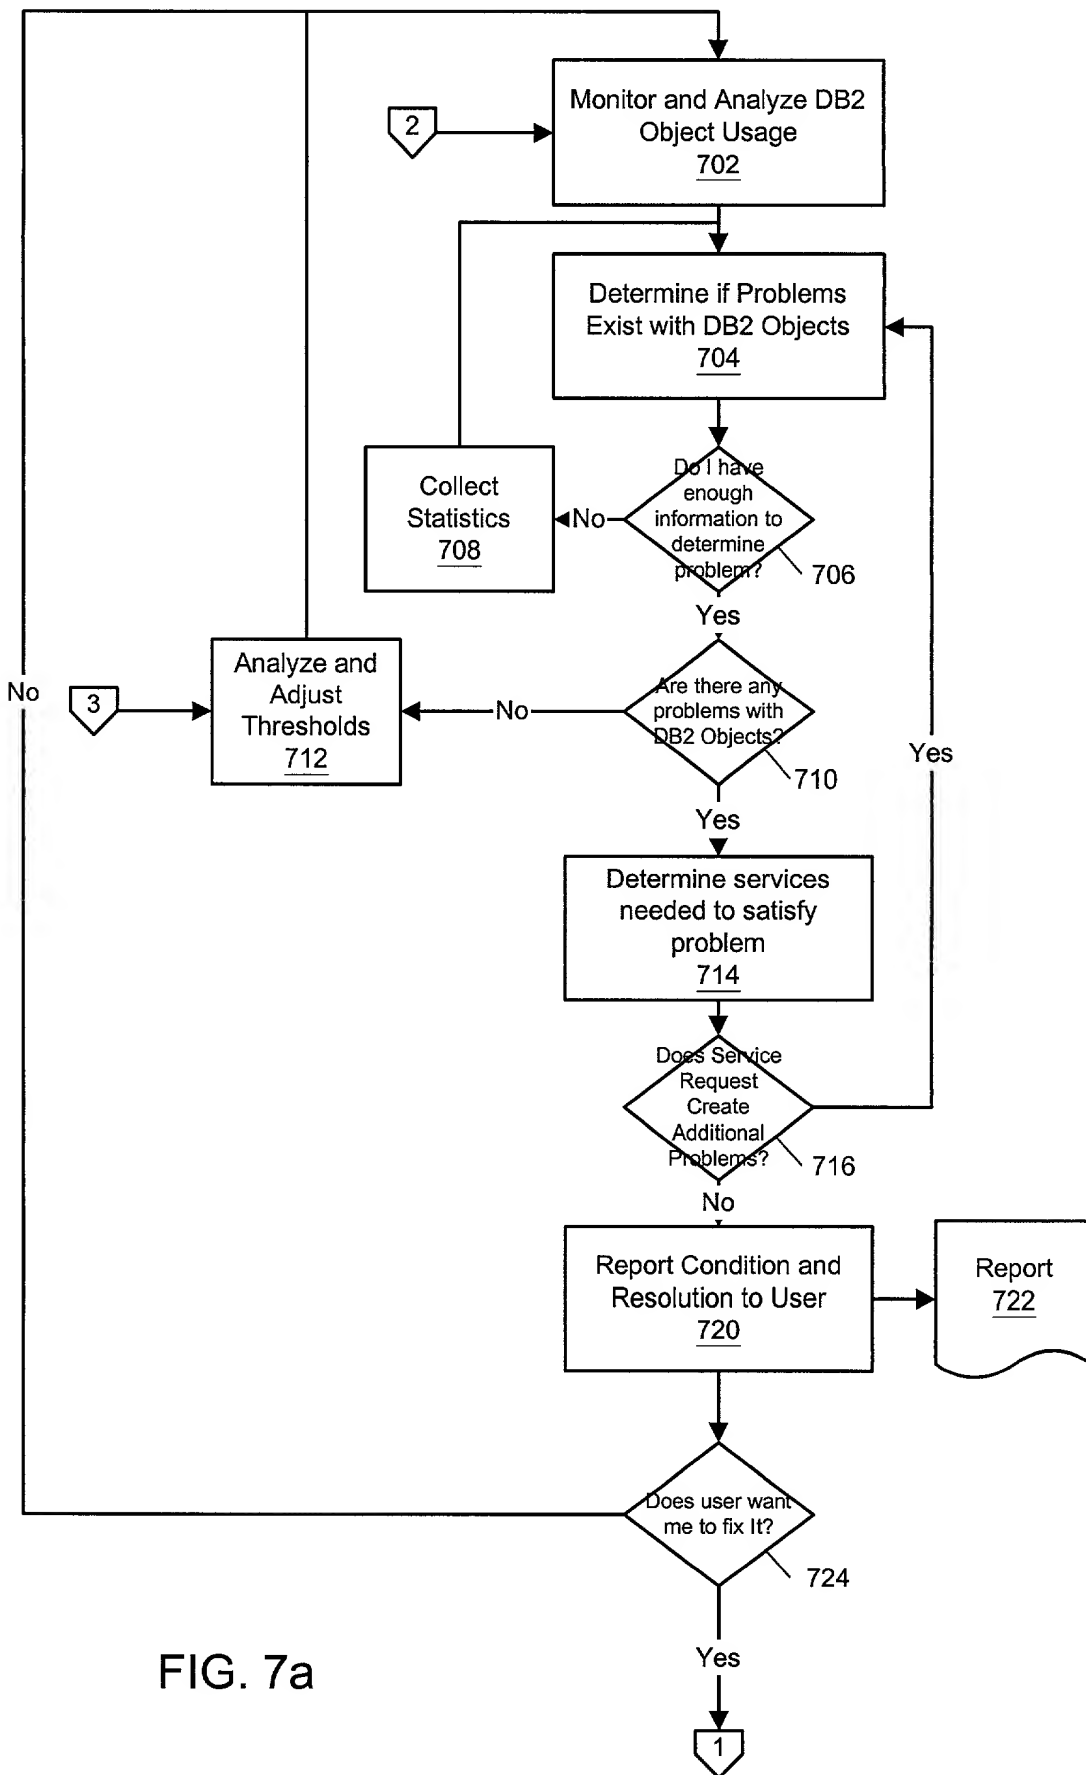 2
Monitor and Analyze DB2
Object Usage
702
Determine if Problems
Exist with DB2 Objects
704
Do I have
enough
information to
determine
problem?
706
No
Collect
Statistics
708
Yes
Are there any
problems with
DB2 Objects?
710
No
Analyze and
Adjust
Thresholds
712
3
No
Yes
Yes
Determine services
needed to satisfy
problem
714
Does Service
Request
Create
Additional
Problems?
716
No
Report Condition and
Resolution to User
720
Report
722
Does user want
me to fix It?
724
Yes
1
FIG. 7a